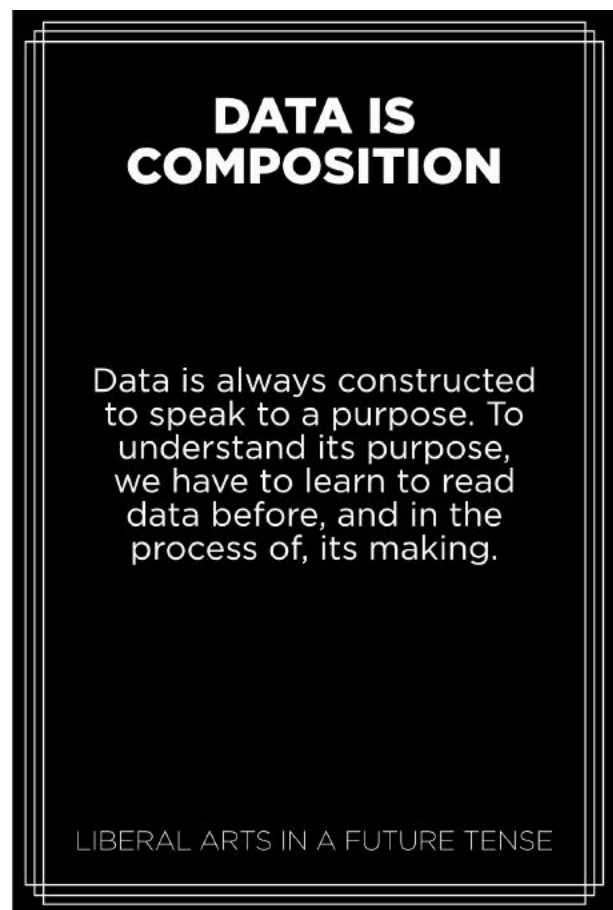 DATA IS
COMPOSITION
Data is always constructed
to speak to a purpose. To
understand its purpose,
we have to learn to read
data before, and in the
process of, its making.
LIBERAL ARTS IN A FUTURE TENSE